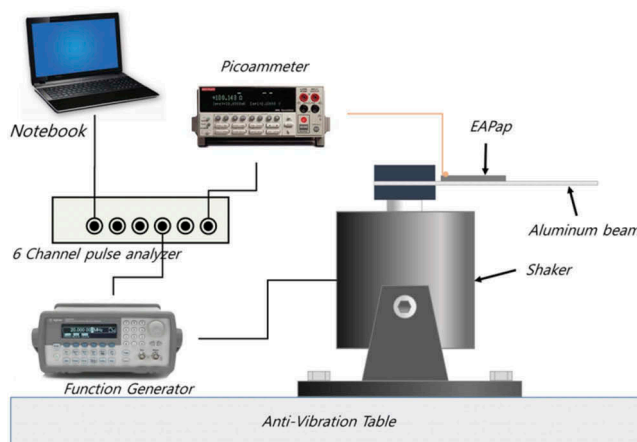 Picoammeter
Notebook
EAPap
Aluminum beam
6 Channel pulse analyzer
Shaker
Function Generator
Anti-Vibration Table